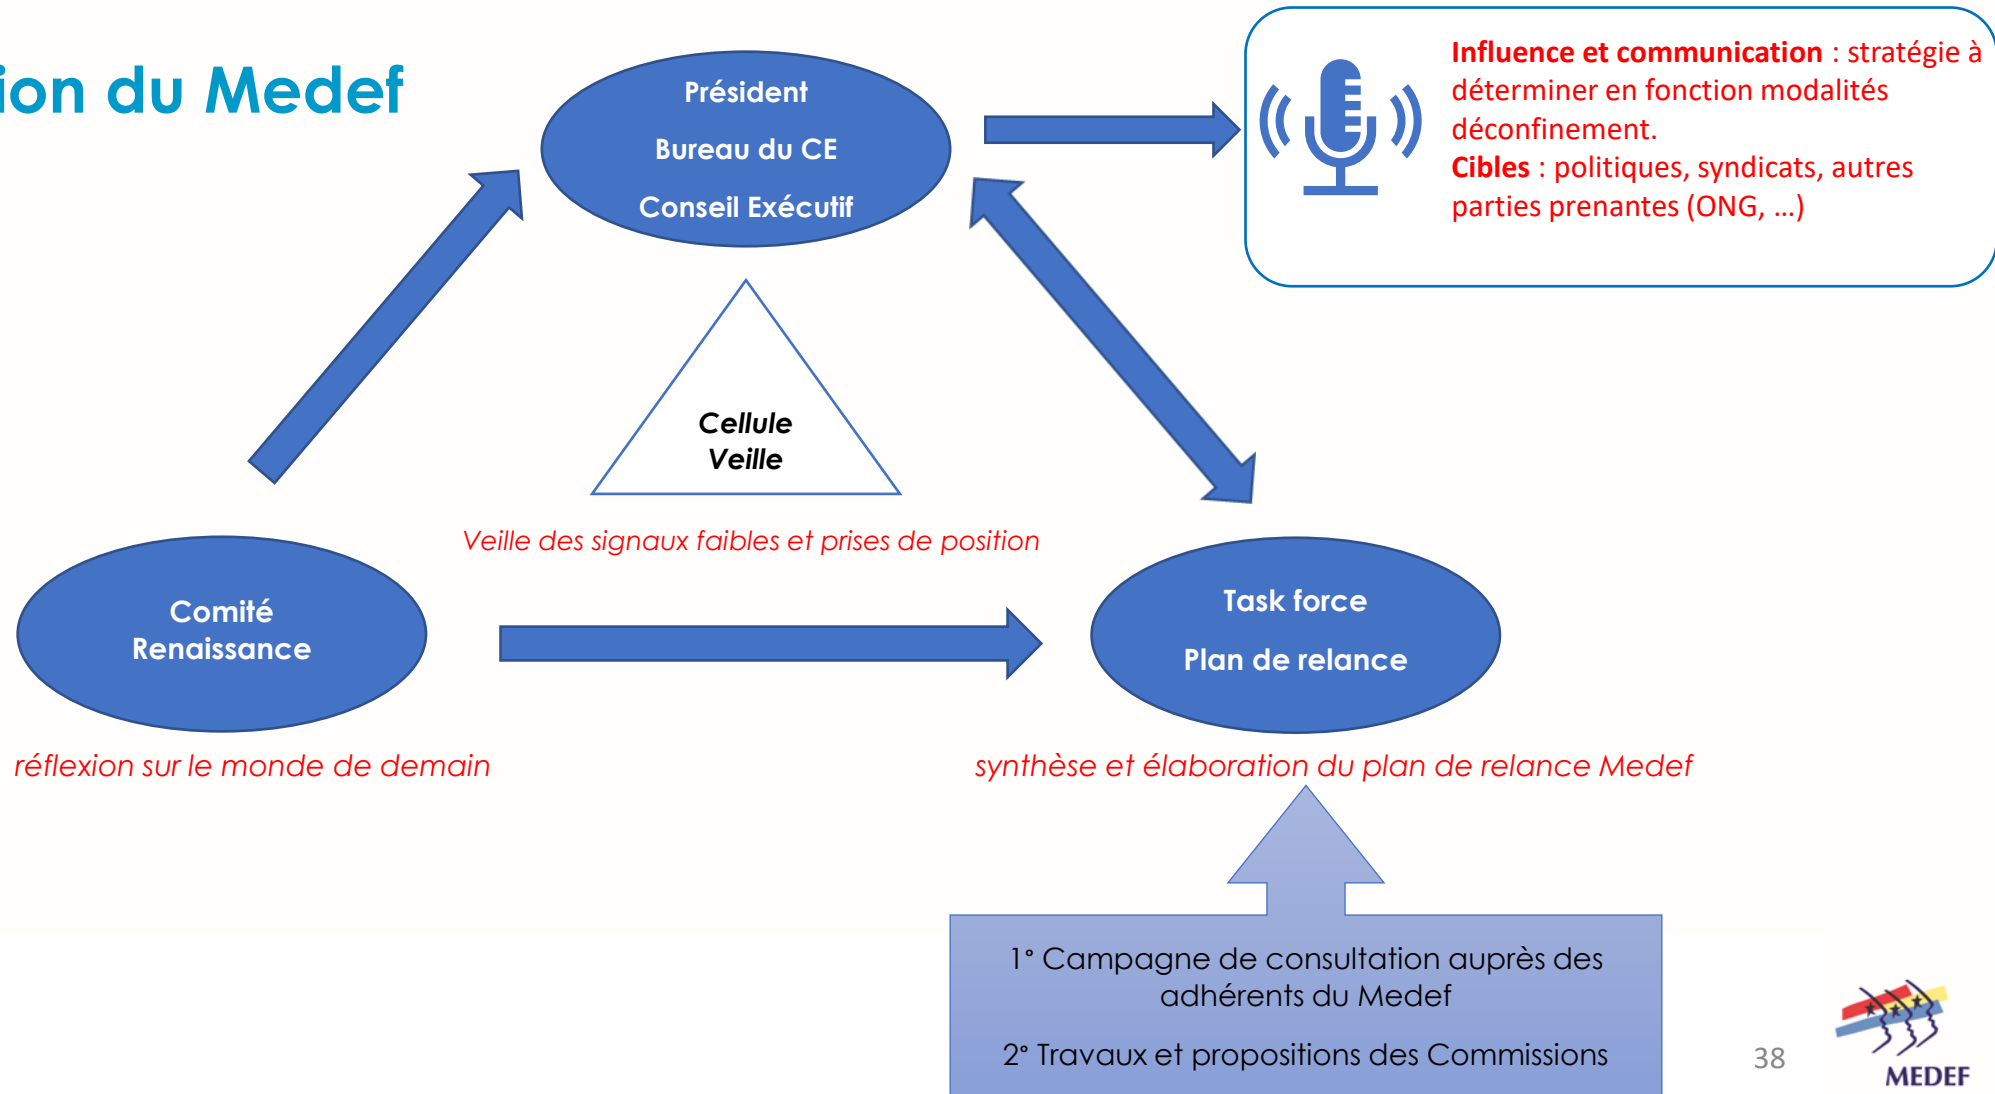 ion du Medef
Président
Bureau du CE
Conseil Exécutif
Influence et communication : stratégie à
déterminer en fonction modalités
déconfinement.
Cibles : politiques, syndicats, autres
parties prenantes (ONG, ...)
Cellule
Veille
Veille des signaux faibles et prises de position
Comité
Renaissance
réflexion sur le monde de demain
Task force
Plan de relance
synthèse et élaboration du plan de relance Medef
1° Campagne de consultation auprès des
adhérents du Medef
2° Travaux et propositions des Commissions
38
MEDEF